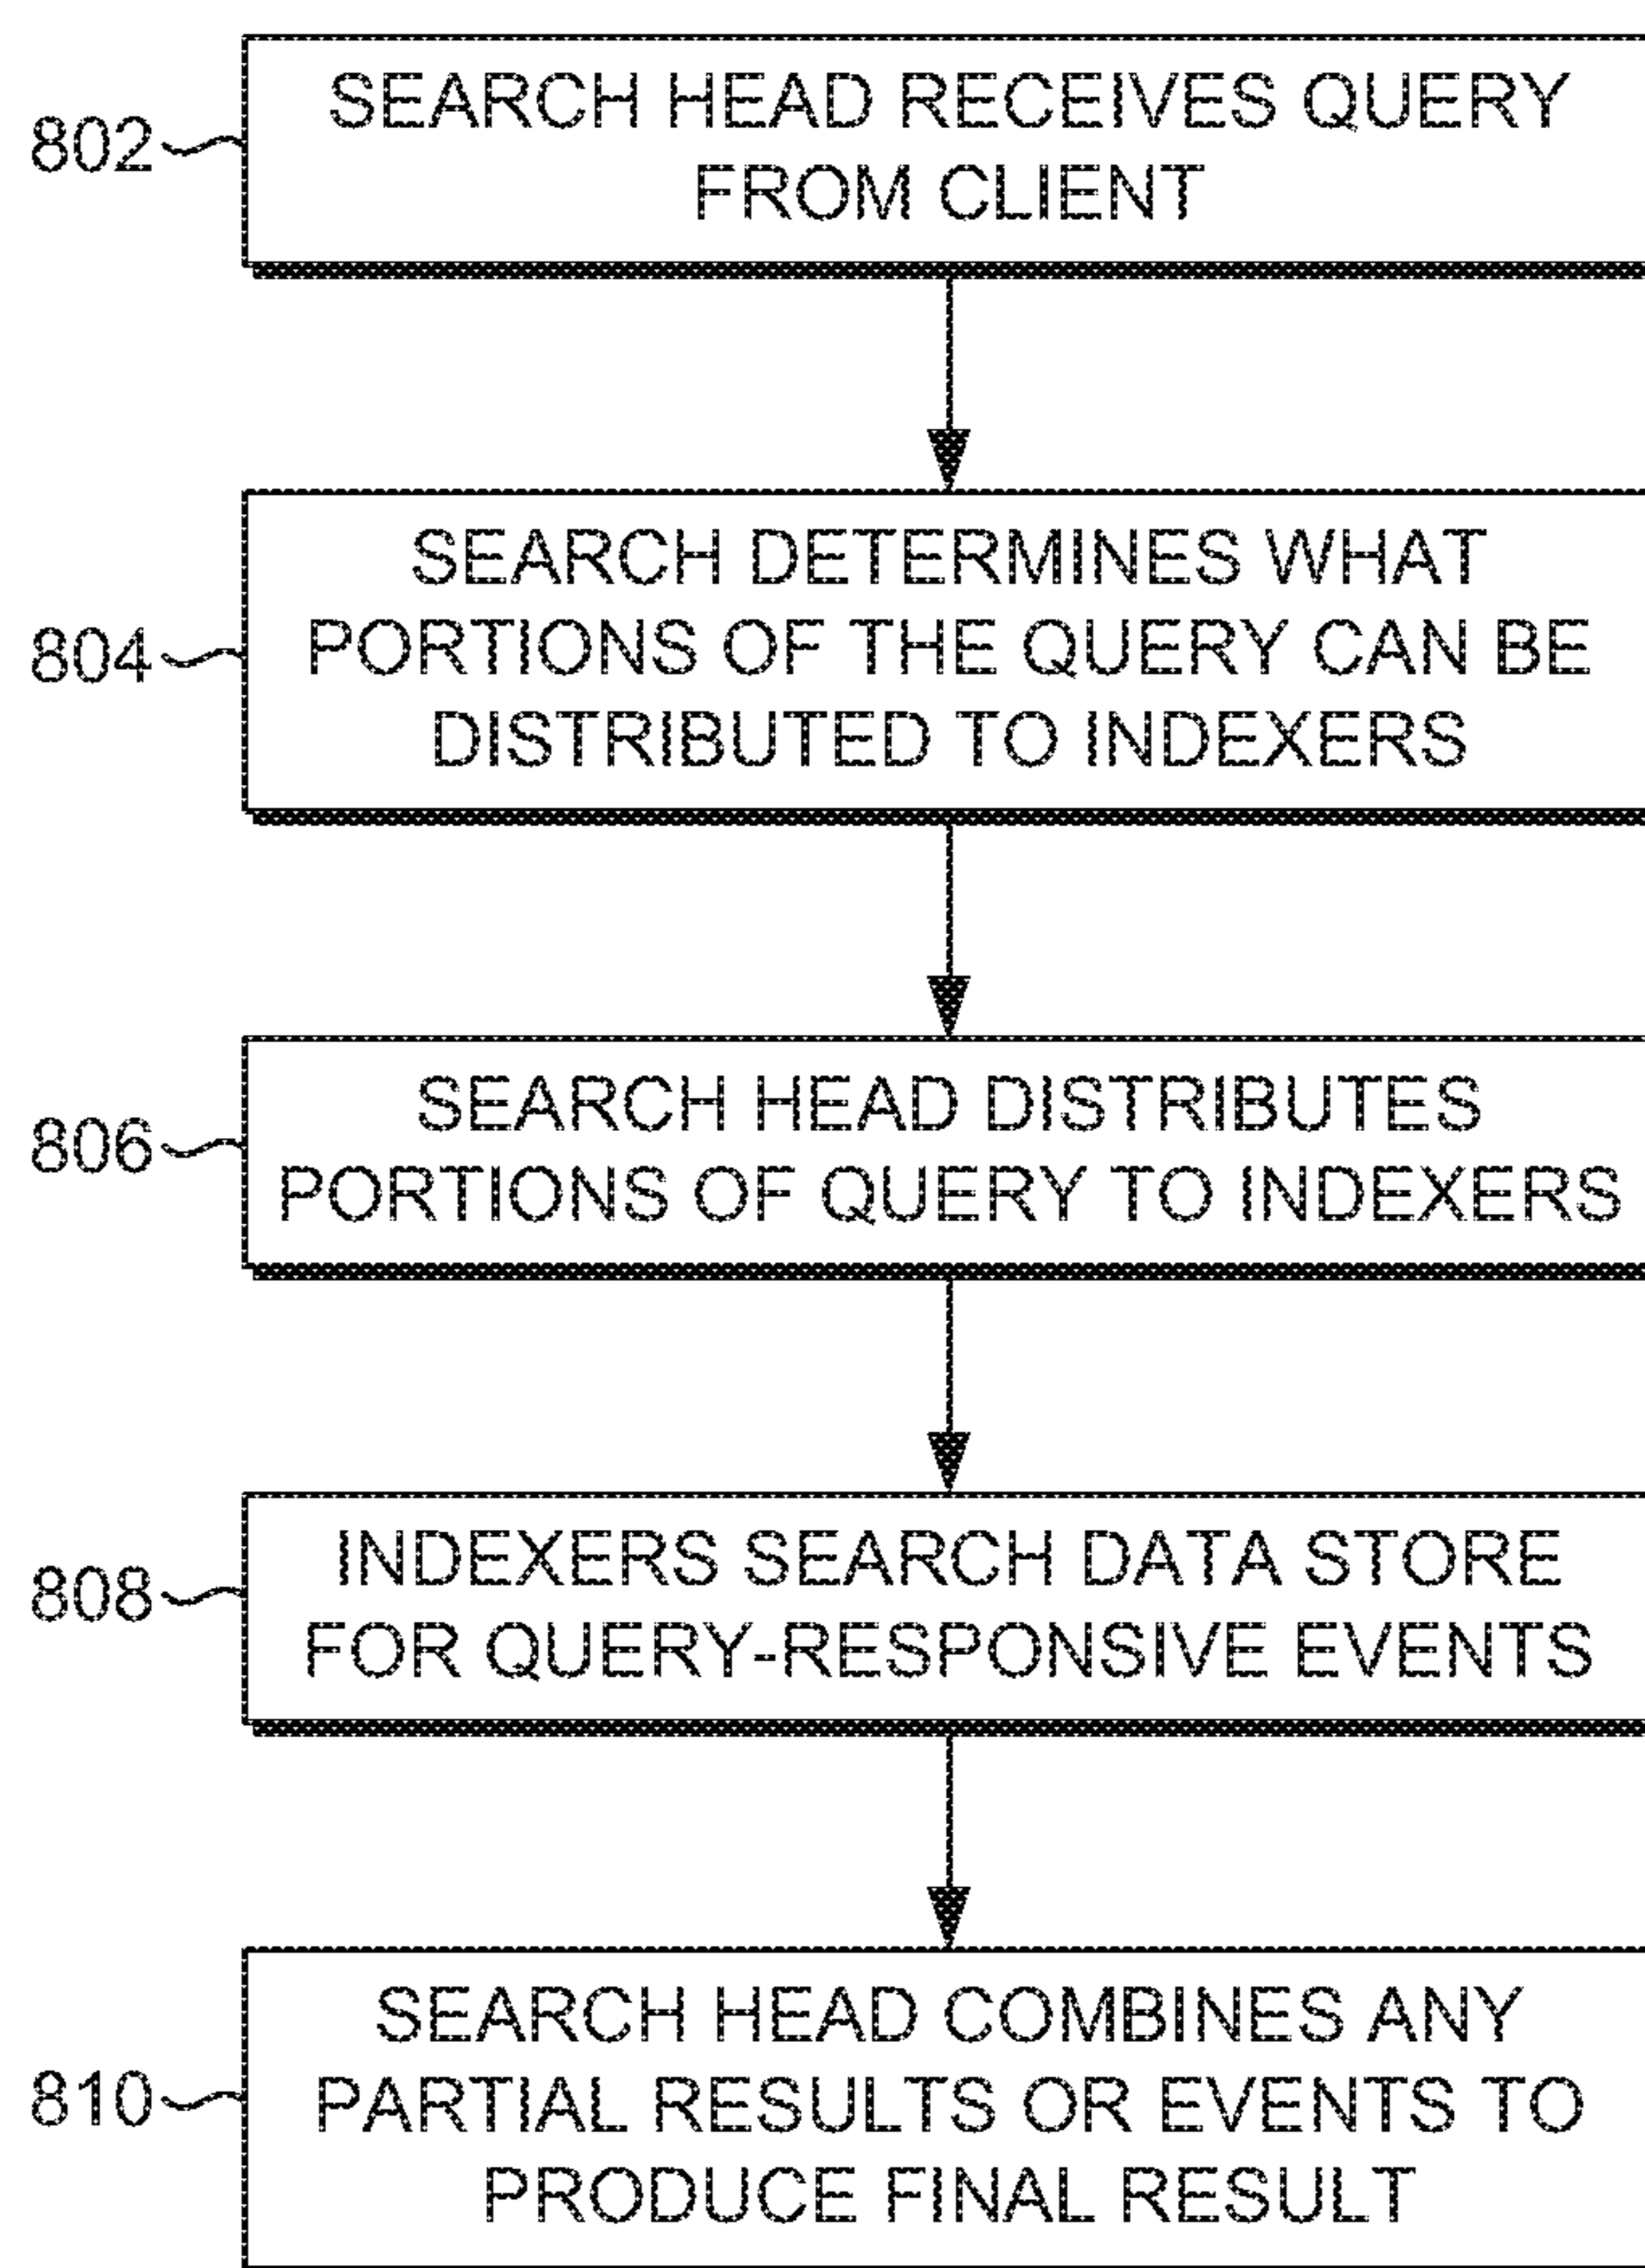 802
SEARCH HEAD RECEIVES QUERY
FROM CLIENT
804
SEARCH DETERMINES WHAT
PORTIONS OF THE QUERY CAN BE
DISTRIBUTED TO INDEXERS
806
SEARCH HEAD DISTRIBUTES
PORTIONS OF QUERY TO INDEXERS
808
INDEXERS SEARCH DATA STORE
FOR QUERY-RESPONSIVE EVENTS
810
SEARCH HEAD COMBINES ANY
PARTIAL RESULTS OR EVENTS TO
PRODUCE FINAL RESULT